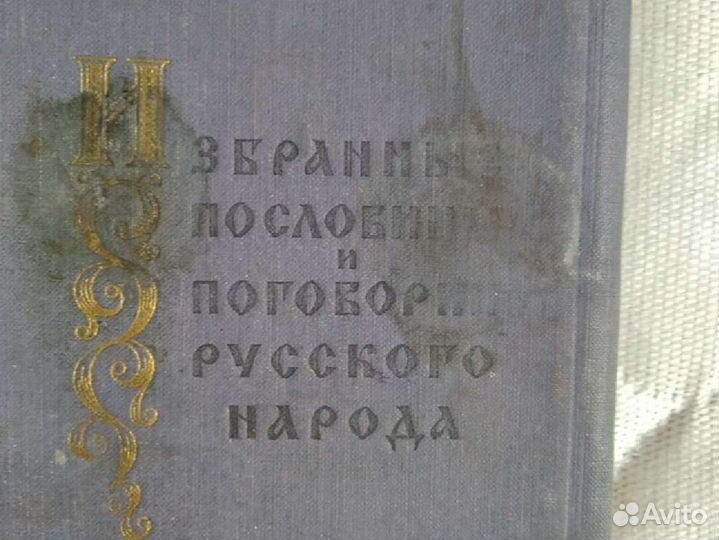 ИЗБРАННЫЕ
ПОСЛОВИЦЫ
И
ПОГОВОРКИ
РУССКОГО
НАРОДА
Avito